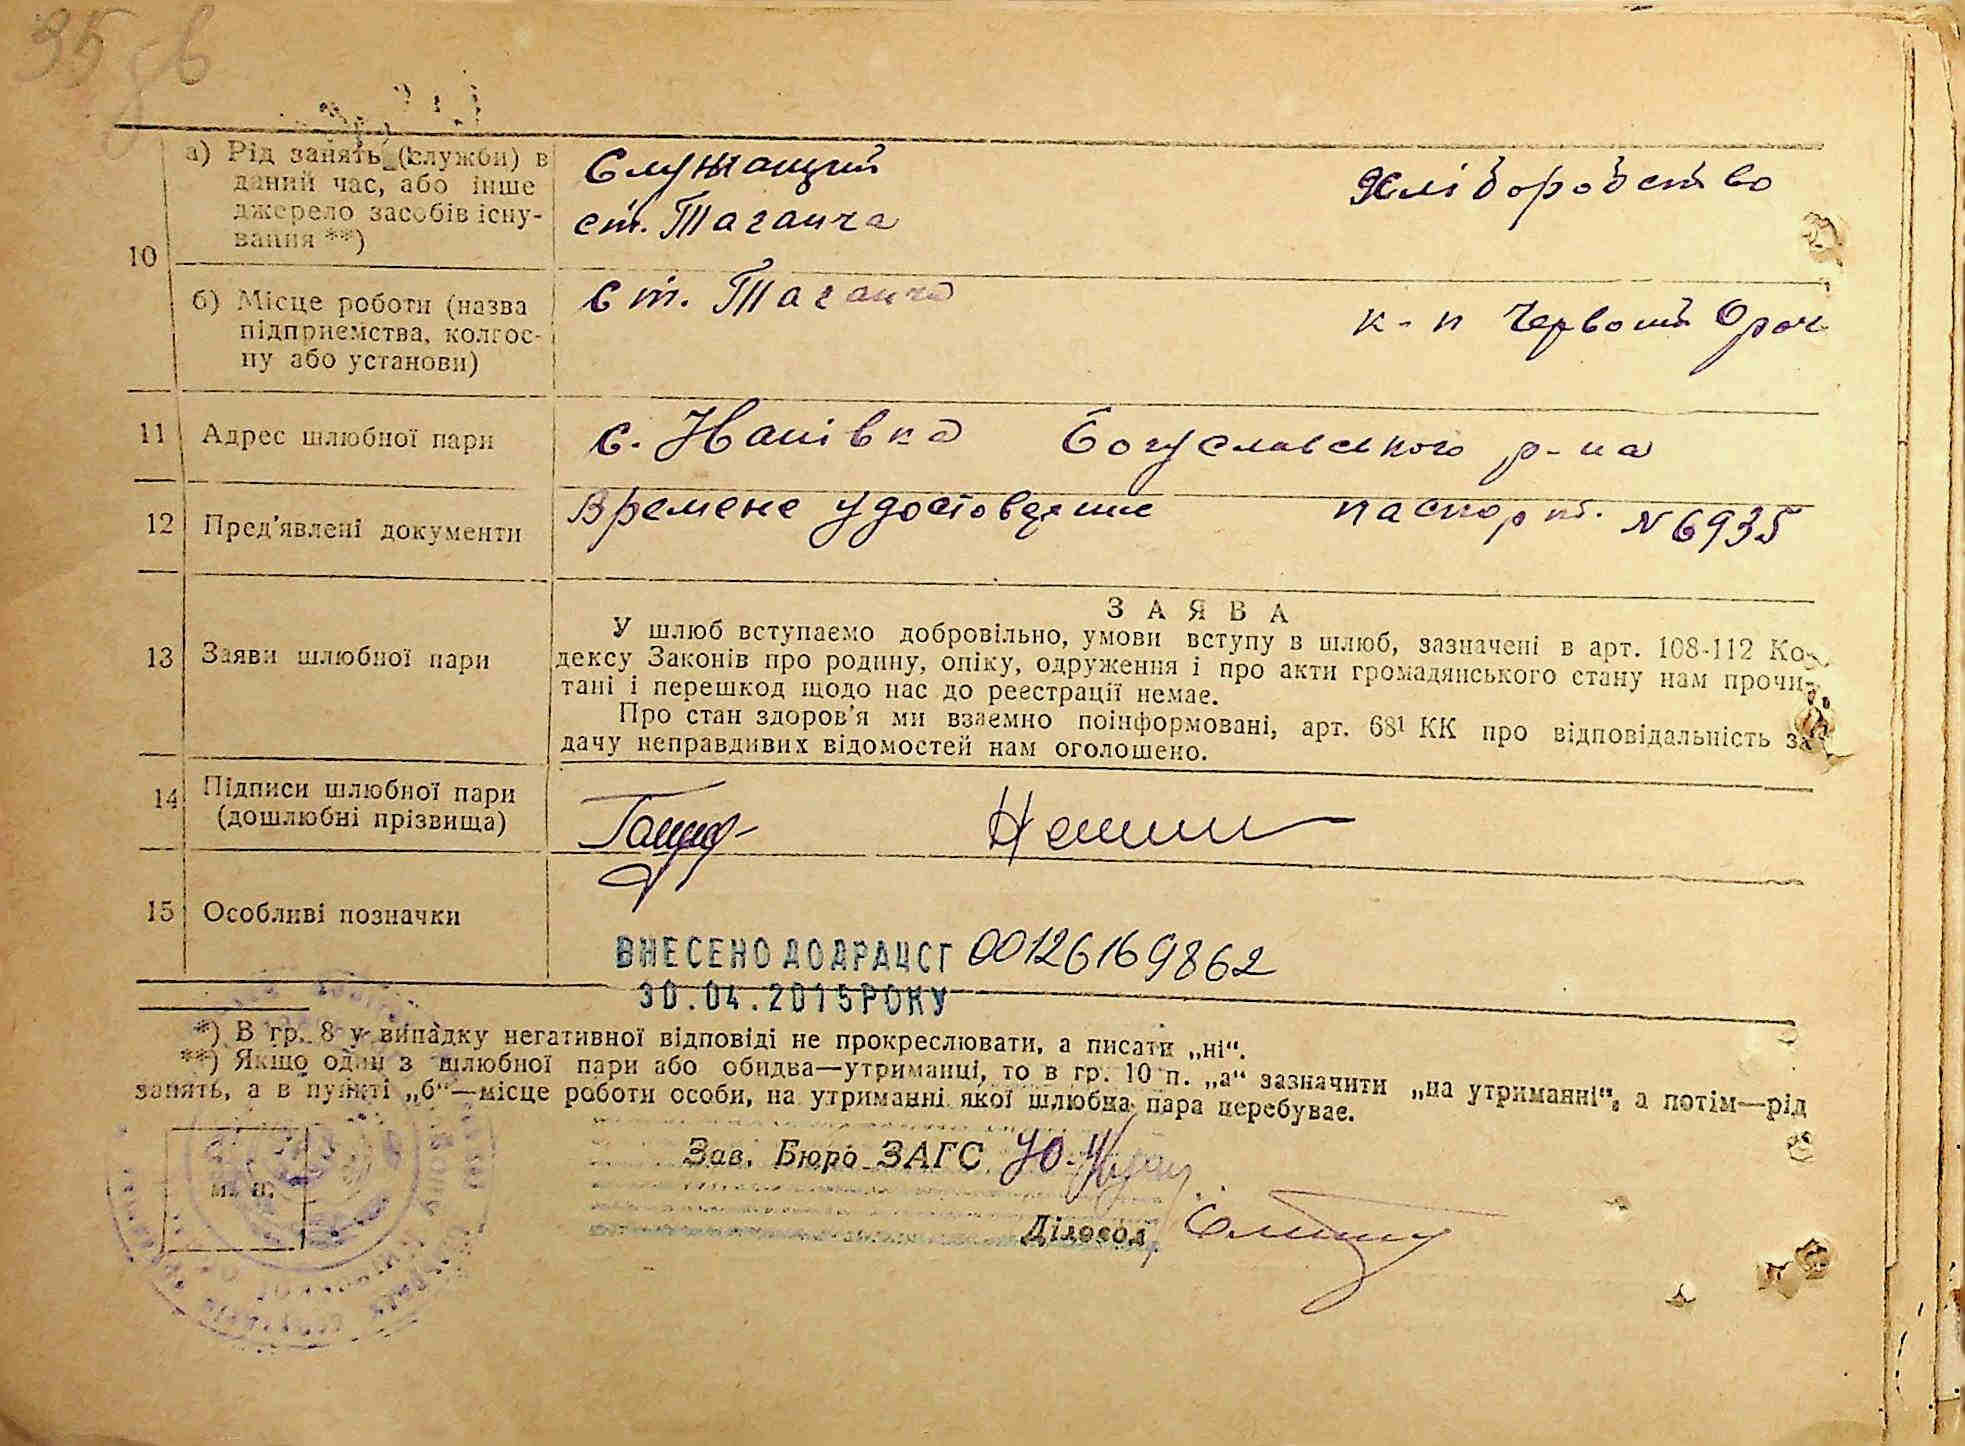 35 зв
а) Рід занять (служби) в
даний час, або інше
джерело засобів існу-
вання **)
Служащий
ст. Таганча
Хліборобство
10
б) Місце роботи (назва
підприємства, колгос-
пу або установи)
ст. Таганча
к-п Червоний Орач
11 Адрес шлюбної пари
с. Націвка Богуславського р-на
12 Пред'явлені документи
Времене удостоведение паспорт. N 6935
13 Заяви шлюбної пари
ЗАЯВА
У шлюб вступаємо добровільно, умови вступу в шлюб, зазначені в арт. 108-112 Ко-
дексу Законів про родину, опіку, одруження і про акти громадянського стану нам прочи-
тані і перешкод щодо нас до реєстрації немає.
Про стан здоров'я ми взаємно поінформовані, арт. 68¹ КК про відповідальність за
дачу неправдивих відомостей нам оголошено.
14 Підписи шлюбної пари
(дошлюбні прізвища)
15 Особливі позначки
ВНЕСЕНО ДО ДРАЦСГ 00126169862
30.04.2015 РОКУ
*) В гр. 8 у випадку негативної відповіді не прокреслювати, а писати „ні“.
**) Якщо один з шлюбної пари або обидва—утриманці, то в гр. 10 п. „а“ зазначити „на утриманні“, а потім—рід
занять, а в пункті „б“—місце роботи особи, на утриманні якої шлюбна пара перебуває.
м. п.
Зав. Бюро ЗАГС
Діловод